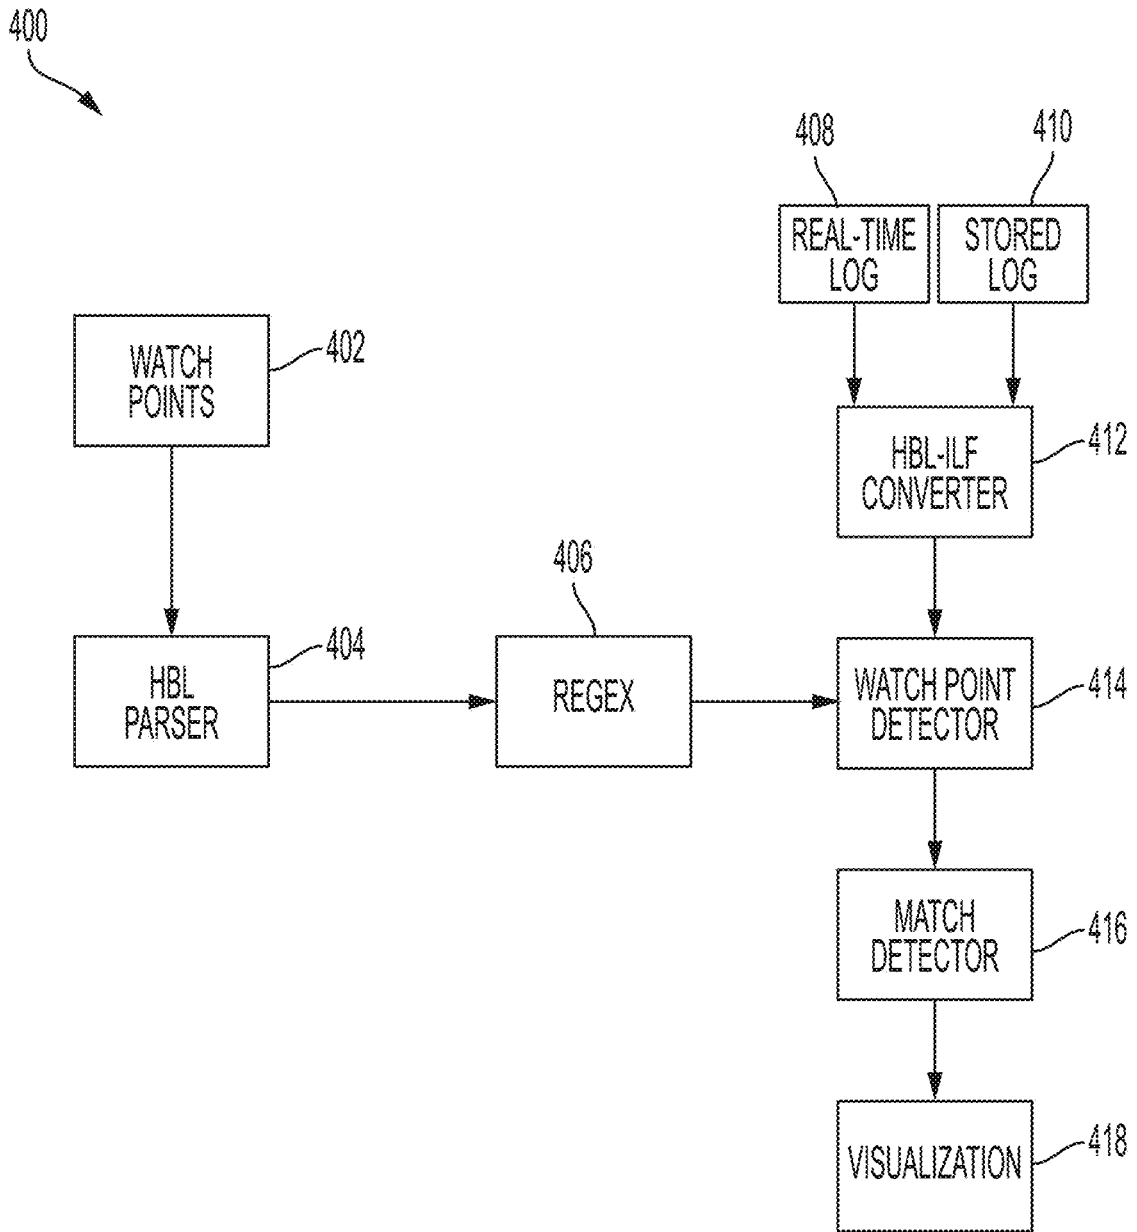 400
408
410
REAL-TIME
LOG
STORED
LOG
WATCH
POINTS
402
HBL-ILF
CONVERTER
412
406
HBL
PARSER
404
REGEX
WATCH POINT
DETECTOR
414
MATCH
DETECTOR
416
VISUALIZATION
418